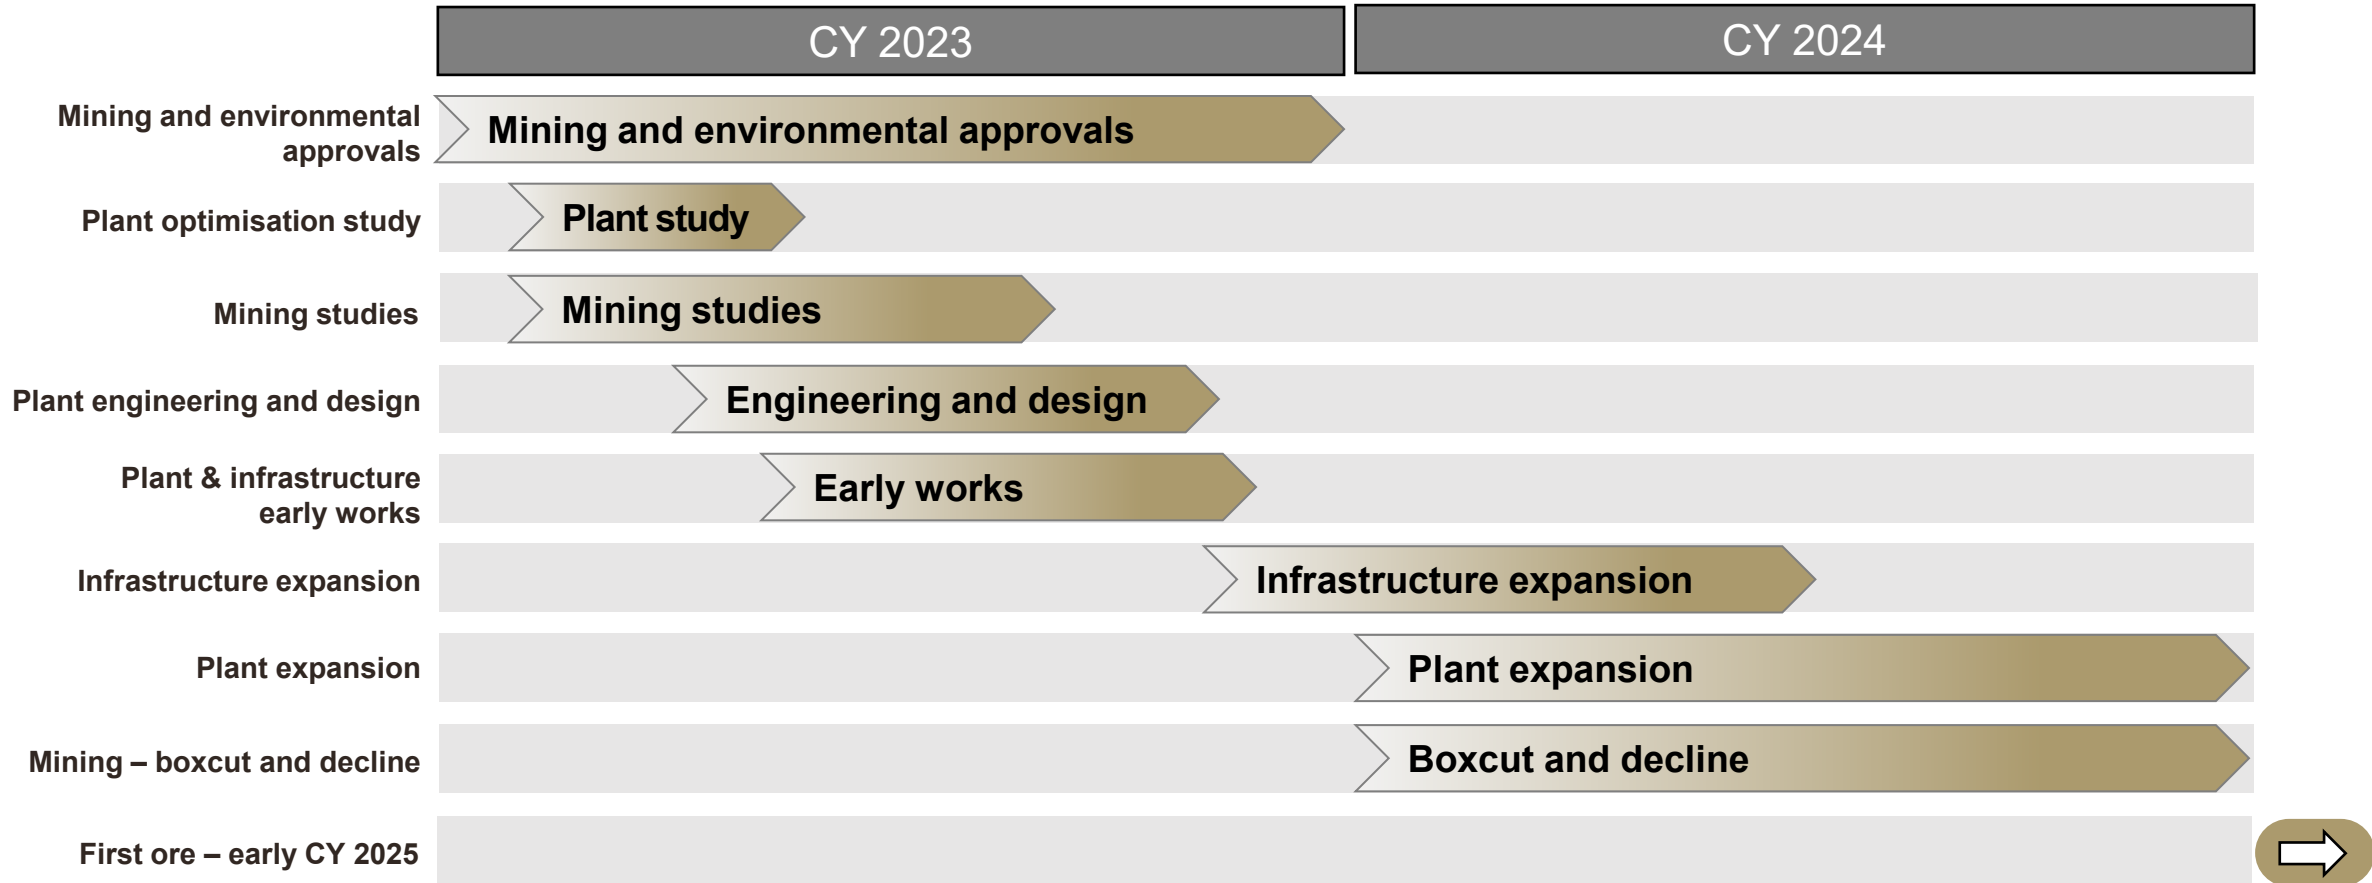 CY 2023
CY 2024
Mining and environmental
approvals
Mining and environmental approvals
Plant optimisation study
Plant study
Mining studies
Mining studies
Plant engineering and design
Engineering and design
Plant & infrastructure
early works
Early works
Infrastructure expansion
Infrastructure expansion
Plant expansion
Plant expansion
Mining – boxcut and decline
Boxcut and decline
First ore – early CY 2025